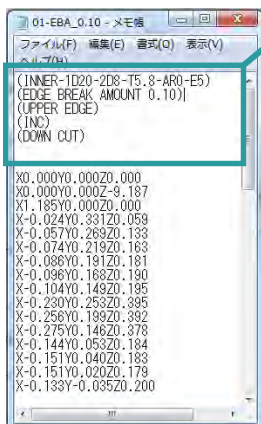 01-EBA_0.10 - メモ帳
ファイル(F) 編集(E) 書式(O) 表示(V)
ヘルプ(H)
(INNER-1D20-2D8-T5.8-AR0-E5)
(EDGE BREAK AMOUNT 0.10)
(UPPER EDGE)
(INC)
(DOWN CUT)
X0.000Y0.000Z0.000
X0.000Y0.000Z-9.187
X1.185Y0.000Z0.000
X-0.024Y0.331Z0.059
X-0.057Y0.269Z0.133
X-0.074Y0.219Z0.163
X-0.086Y0.191Z0.181
X-0.096Y0.168Z0.190
X-0.104Y0.149Z0.195
X-0.230Y0.253Z0.395
X-0.256Y0.199Z0.392
X-0.275Y0.146Z0.378
X-0.144Y0.053Z0.184
X-0.151Y0.040Z0.183
X-0.151Y0.020Z0.179
X-0.133Y-0.035Z0.200